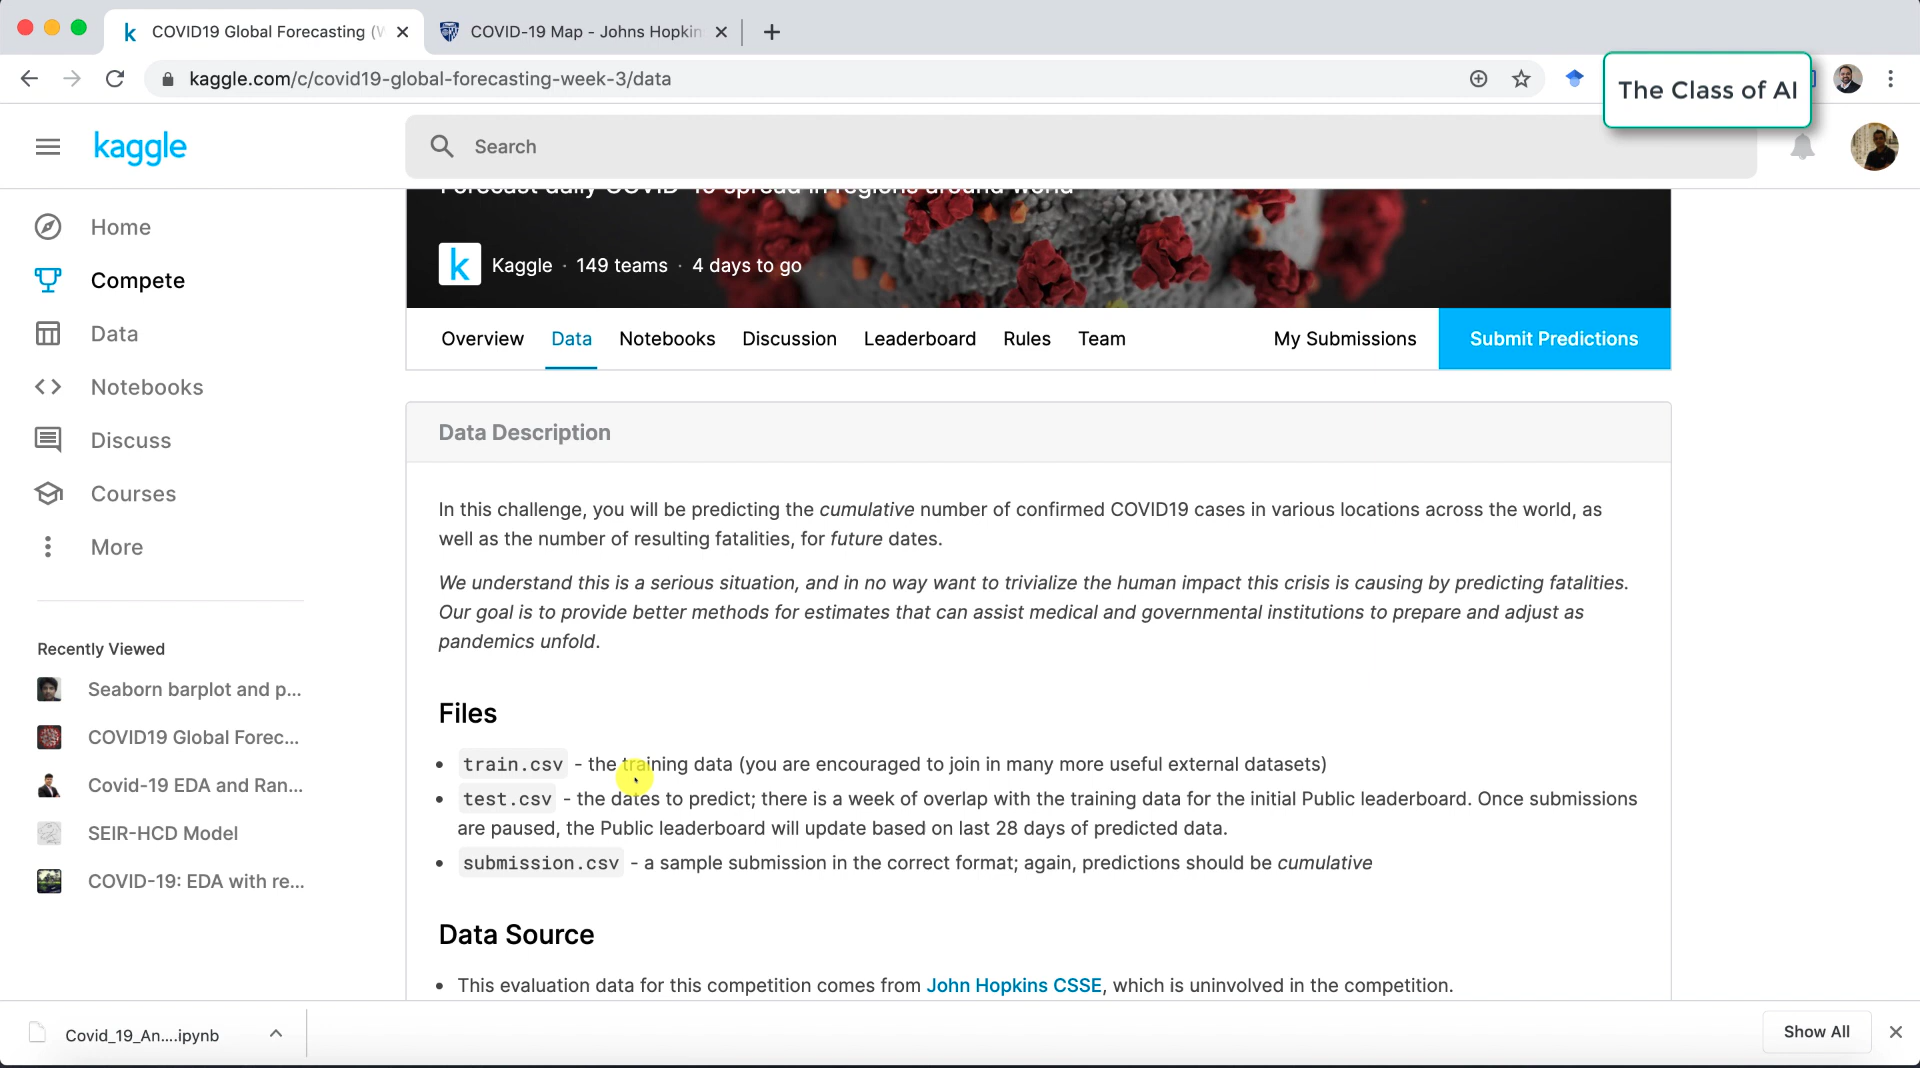 COVID19 Global Forecasting (W
COVID-19 Map - Johns Hopkin
kaggle.com/c/covid19-global-forecasting-week-3/data
The Class of AI
kaggle
Search
Forecast daily COVID-19 spread in regions around world
k Kaggle · 149 teams · 4 days to go
Home
Compete
Data
Notebooks
Discuss
Courses
More
Recently Viewed
Seaborn barplot and p...
COVID19 Global Forec...
Covid-19 EDA and Ran...
SEIR-HCD Model
COVID-19: EDA with re...
Overview Data Notebooks Discussion Leaderboard Rules Team My Submissions Submit Predictions
Data Description
In this challenge, you will be predicting the cumulative number of confirmed COVID19 cases in various locations across the world, as
well as the number of resulting fatalities, for future dates.
We understand this is a serious situation, and in no way want to trivialize the human impact this crisis is causing by predicting fatalities.
Our goal is to provide better methods for estimates that can assist medical and governmental institutions to prepare and adjust as
pandemics unfold.
Files
• train.csv - the training data (you are encouraged to join in many more useful external datasets)
• test.csv - the dates to predict; there is a week of overlap with the training data for the initial Public leaderboard. Once submissions
are paused, the Public leaderboard will update based on last 28 days of predicted data.
• submission.csv - a sample submission in the correct format; again, predictions should be cumulative
Data Source
• This evaluation data for this competition comes from John Hopkins CSSE, which is uninvolved in the competition.
Covid_19_An....ipynb
Show All